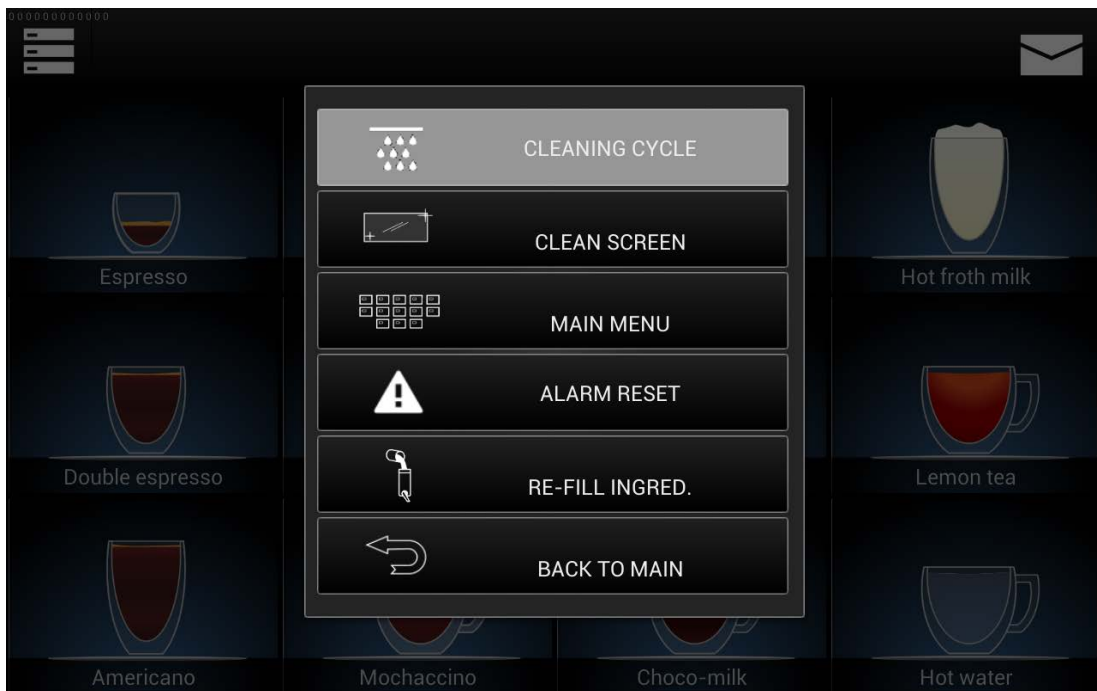 000000000000
CLEANING CYCLE
CLEAN SCREEN
Espresso
Hot froth milk
MAIN MENU
ALARM RESET
Double espresso
Lemon tea
RE-FILL INGRED.
BACK TO MAIN
Americano
Mochaccino
Choco-milk
Hot water